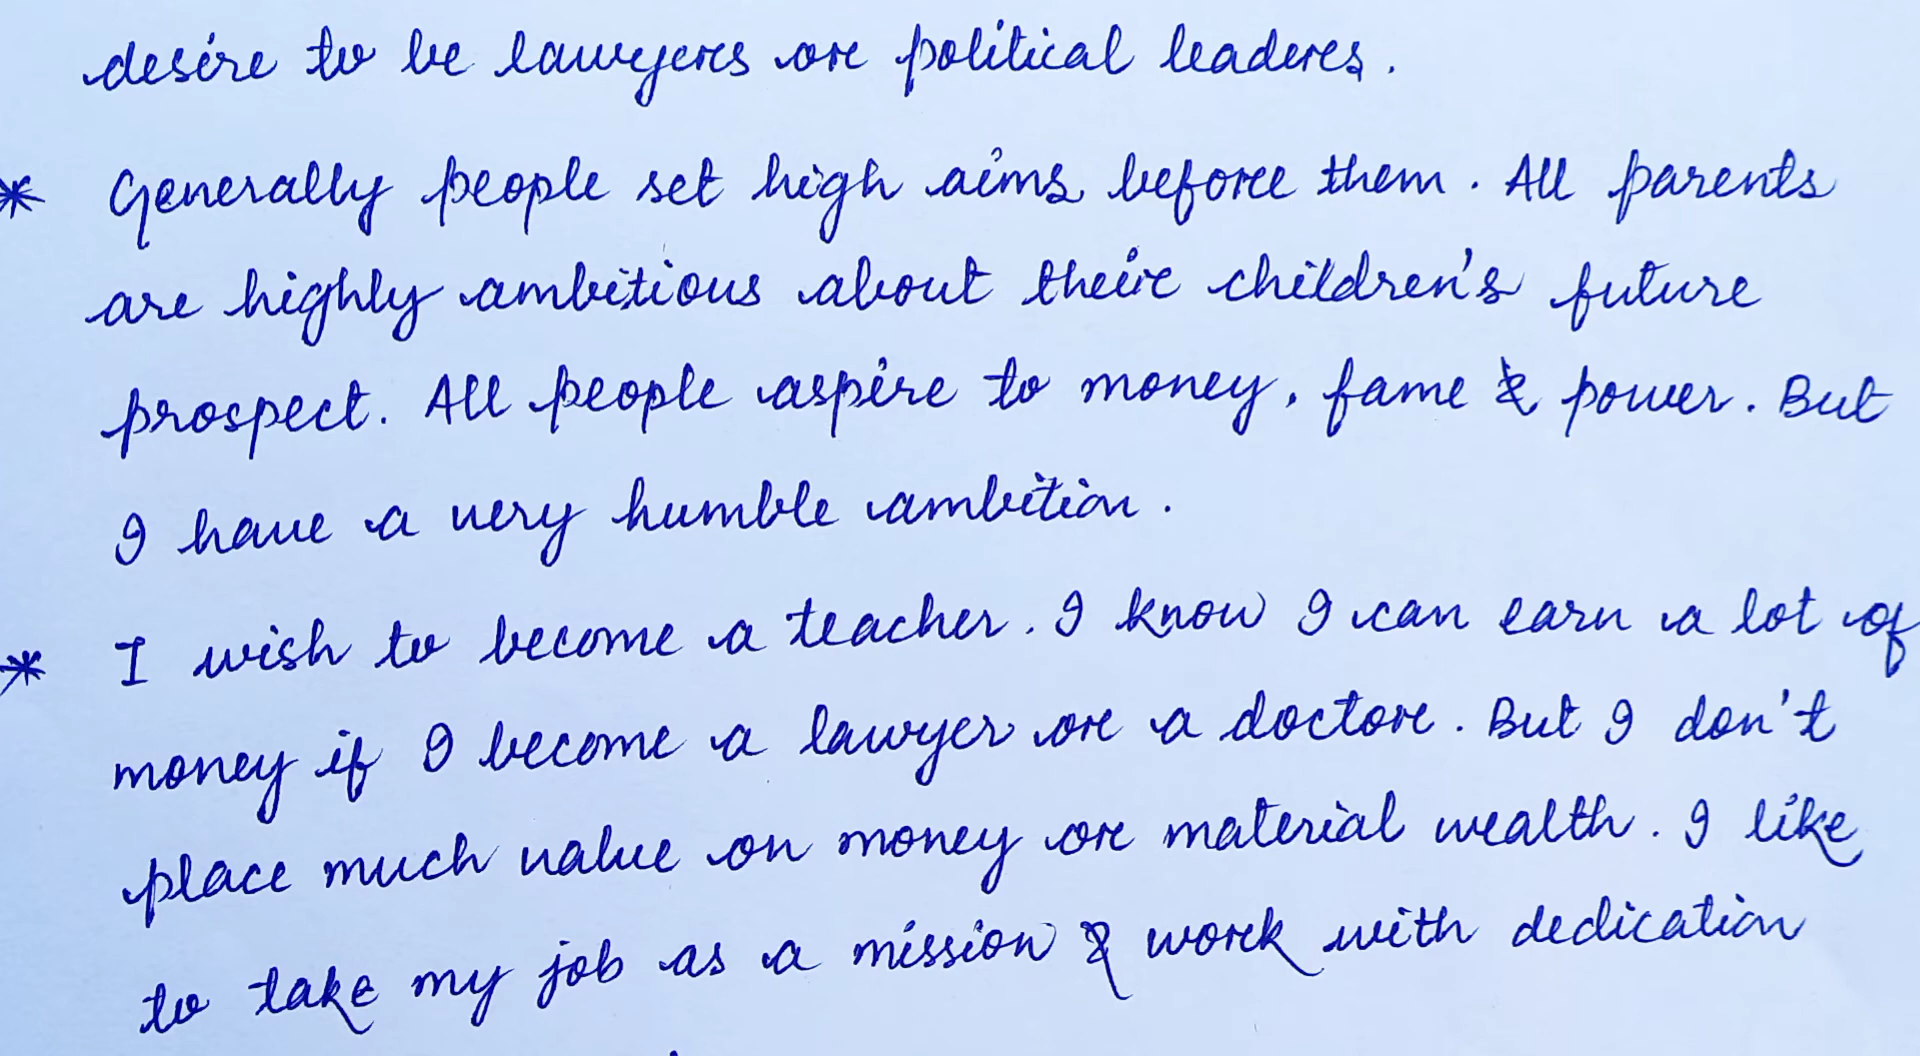 desire to be lawyers or political leaders.
* Generally people set high aims before them. All parents
are highly ambitious about their children's future
prospect. All people aspire to money, fame & power. But
I have a very humble ambition.
* I wish to become a teacher. I know I can earn a lot of
money if I become a lawyer or a doctor. But I don't
place much value on money or material wealth. I like
to take my job as a mission & work with dedication